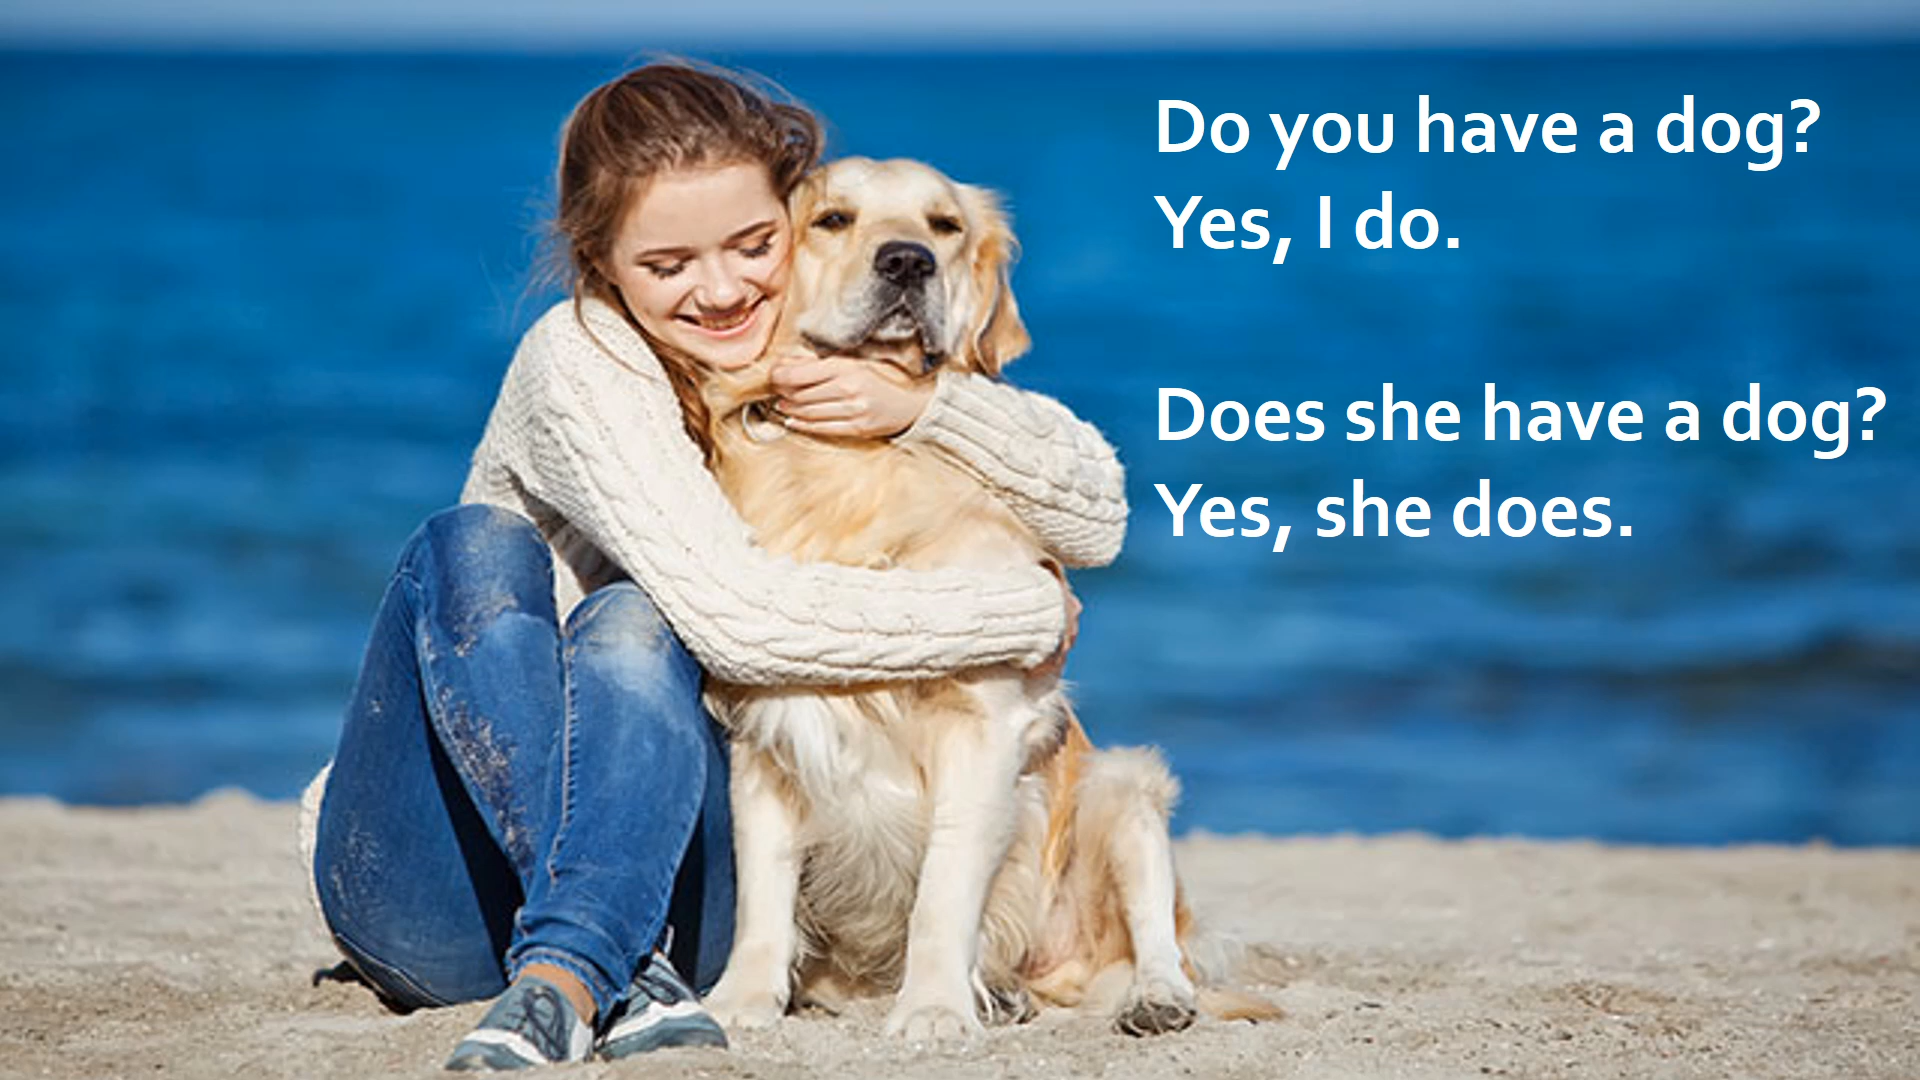 Do you have a dog?
Yes, I do.
Does she have a dog?
Yes, she does.